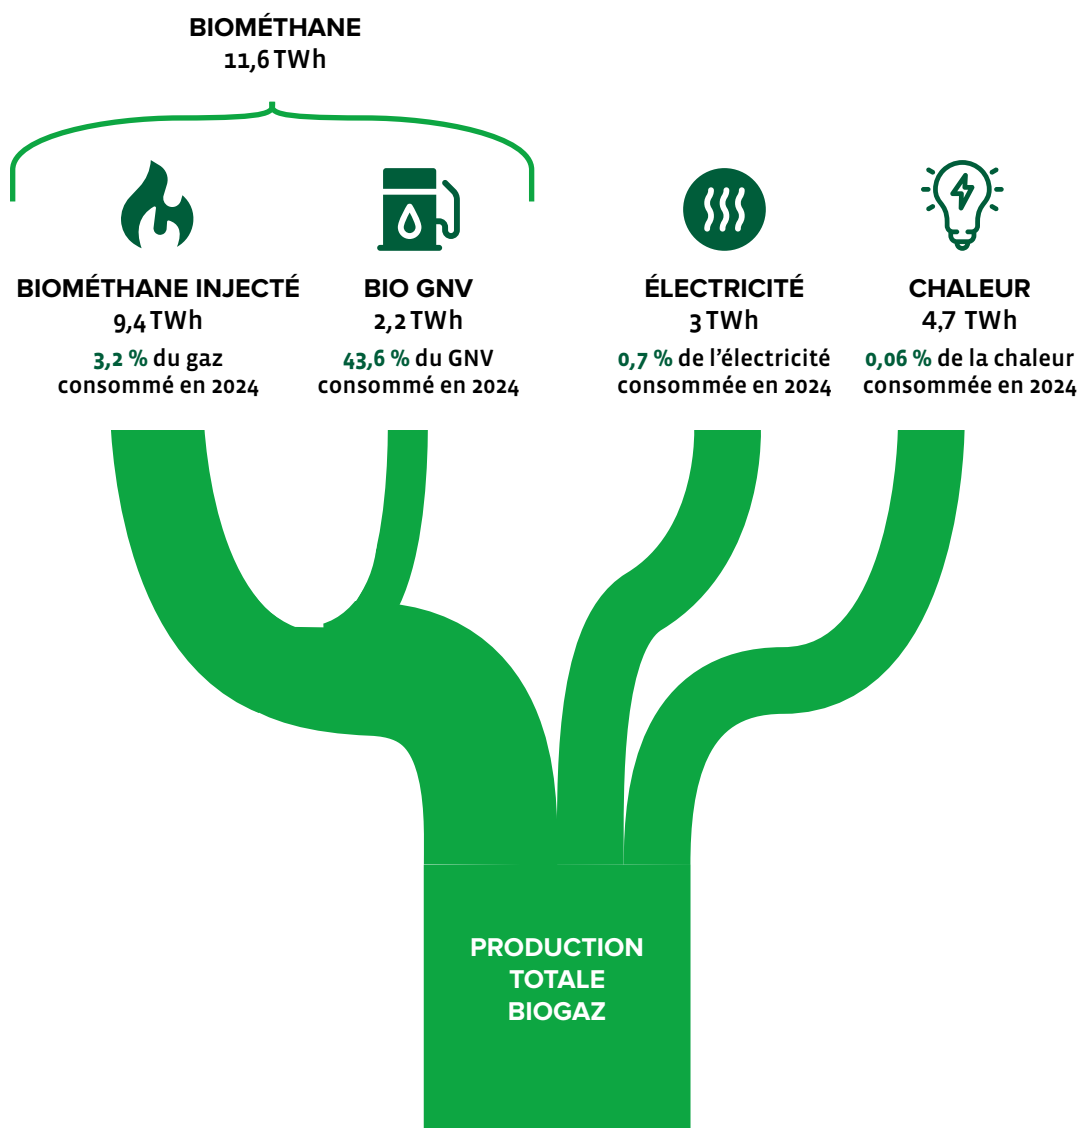 BIOMÉTHANE
11,6 TWh
BIOMÉTHANE INJECTÉ
9,4 TWh
3,2 % du gaz
consommé en 2024
BIO GNV
2,2 TWh
43,6 % du GNV
consommé en 2024
ÉLECTRICITÉ
3 TWh
0,7 % de l’électricité
consommée en 2024
CHALEUR
4,7 TWh
0,06 % de la chaleur
consommée en 2024
PRODUCTION
TOTALE
BIOGAZ